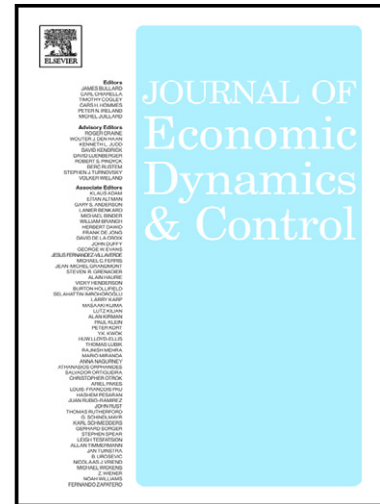 ELSEVIER
Editors
JAMES BULLARD
CARL CHIARELLA
TIMOTHY COGLEY
CARS H. HOMMES
PETER N. IRELAND
MICHEL JUILLARD
Advisory Editors
ROGER CRAINE
WOUTER J. DEN HAAN
KENNETH L. JUDD
DAVID KENDRICK
DAVID LUENBERGER
ROBERT S. PINDYCK
BERC RUSTEM
STEPHEN J. TURNOVSKY
VOLKER WIELAND
Associate Editors
KLAUS ADAM
EITAN ALTMAN
GARY S. ANDERSON
LANIER BENKARD
MICHAEL BINDER
WILLIAM BRANCH
HERBERT DAWID
FRANK DE JONG
DAVID DE LA CROIX
JOHN DUFFY
GEORGE W. EVANS
JESUS FERNANDEZ-VILLAVERDE
MICHAEL C. FERRIS
JEAN-MICHEL GRANDMONT
STEVEN R. GRENADIER
ALAIN HAURIE
VICKY HENDERSON
BURTON HOLLIFIELD
SELAHATTIN IMROHOROGLU
LARRY KARP
MASAAKI KIJIMA
LUTZ KILIAN
ALAN KIRMAN
PAUL KLEIN
PETER KORT
Y.K. KWOK
HUW LLOYD-ELLIS
THOMAS LUBIK
RAJNISH MEHRA
MARIO MIRANDA
ANNA NAGURNEY
ATHANASIOS ORPHANIDES
SALVADOR ORTIGUEIRA
CHRISTOPHER OTROK
ARIEL PAKES
LOUIS-FRANCOIS PAU
HASHEM PESARAN
JUAN RUBIO-RAMIREZ
JOHN RUST
THOMAS RUTHERFORD
KARL SCHMEDDERS
GERHARD SORGER
STEPHEN SPEAR
LEIGH TESFATSION
ALLAN TIMMERMANN
JAN TUINSTRA
B. UROSEVIC
NICOLAAS J. VRIEND
MICHAEL WICKENS
Z. WIENER
NOAH WILLIAMS
FERNANDO ZAPATERO
JOURNAL OF
Economic
Dynamics
& Control